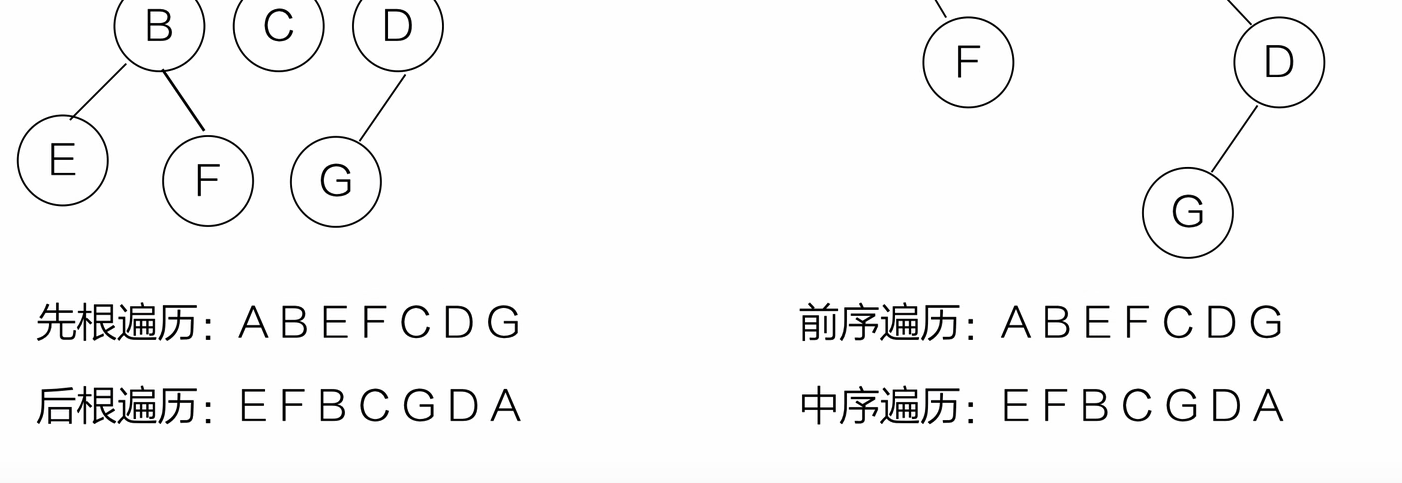 B C D
F
D
E
F G
G
先根遍历：A B E F C D G
前序遍历：A B E F C D G
后根遍历：E F B C G D A
中序遍历：E F B C G D A